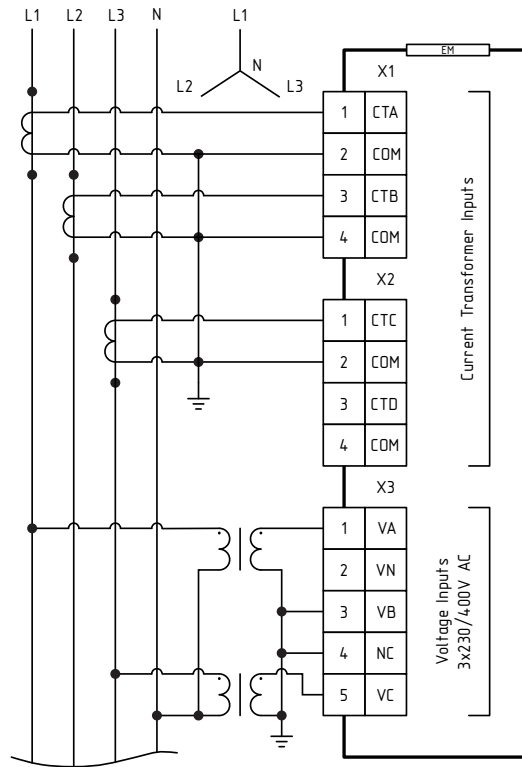 L1 L2 L3 N L1
EM
N
L2 L3
X1
1 CTA
2 COM
3 CTB
4 COM
X2
1 CTC
2 COM
3 CTD
4 COM
Current Transformer Inputs
X3
1 VA
2 VN
3 VB
4 NC
5 VC
Voltage Inputs
3x230/400V AC